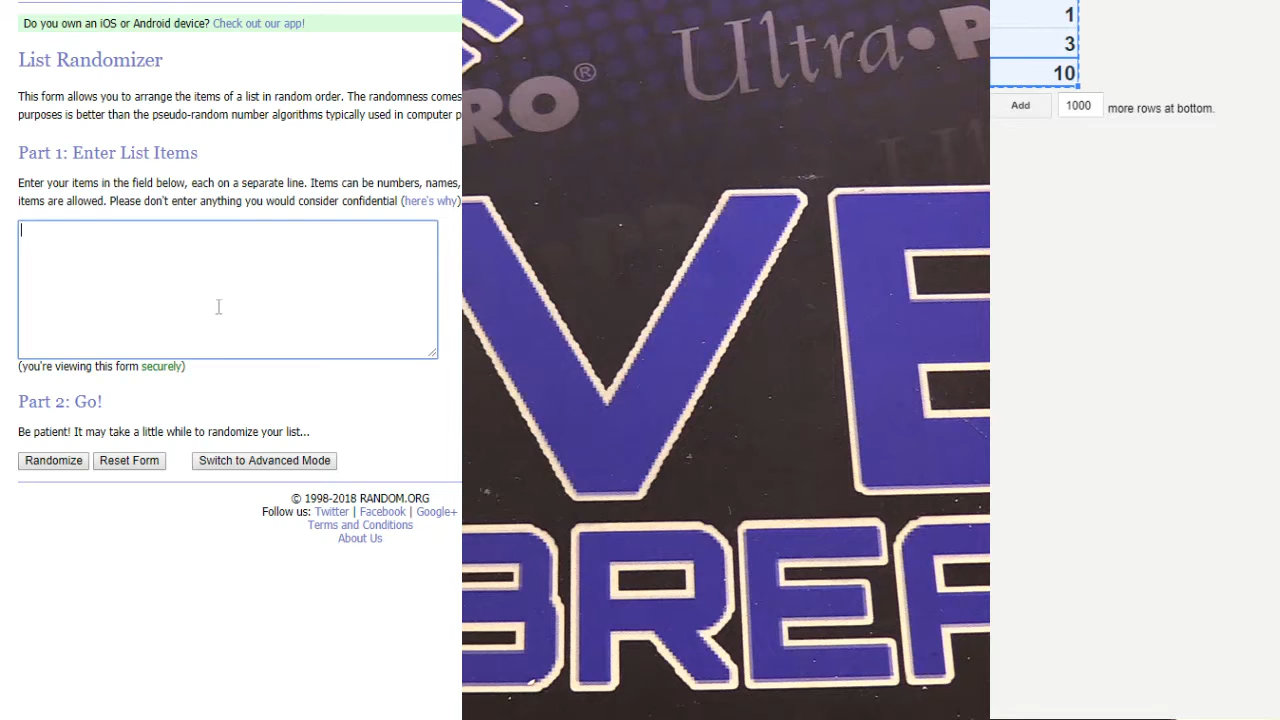 Do you own an iOS or Android device? Check out our app!
List Randomizer
This form allows you to arrange the items of a list in random order. The randomness comes
purposes is better than the pseudo-random number algorithms typically used in computer p
Part 1: Enter List Items
Enter your items in the field below, each on a separate line. Items can be numbers, names,
items are allowed. Please don't enter anything you would consider confidential (here's why)
(you're viewing this form securely)
Part 2: Go!
Be patient! It may take a little while to randomize your list...
Randomize Reset Form Switch to Advanced Mode
© 1998-2018 RANDOM.ORG
Follow us: Twitter | Facebook | Google+
Terms and Conditions
About Us
RO®
Ultra•P
VE
BREA
1
3
10
Add 1000 more rows at bottom.